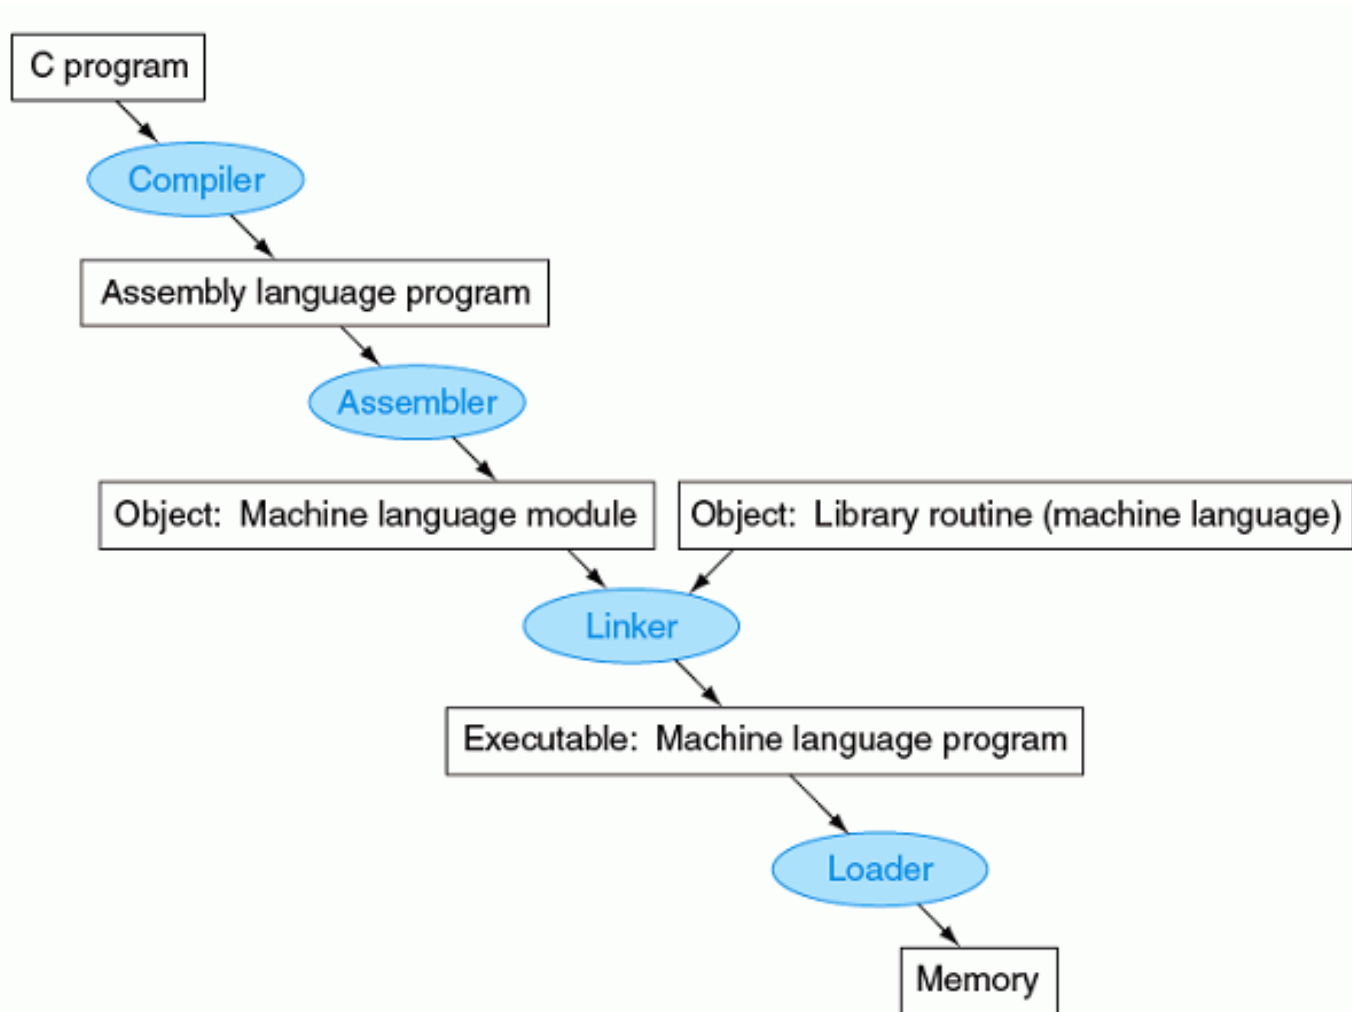 C program
Compiler
Assembly language program
Assembler
Object: Machine language module
Object: Library routine (machine language)
Linker
Executable: Machine language program
Loader
Memory